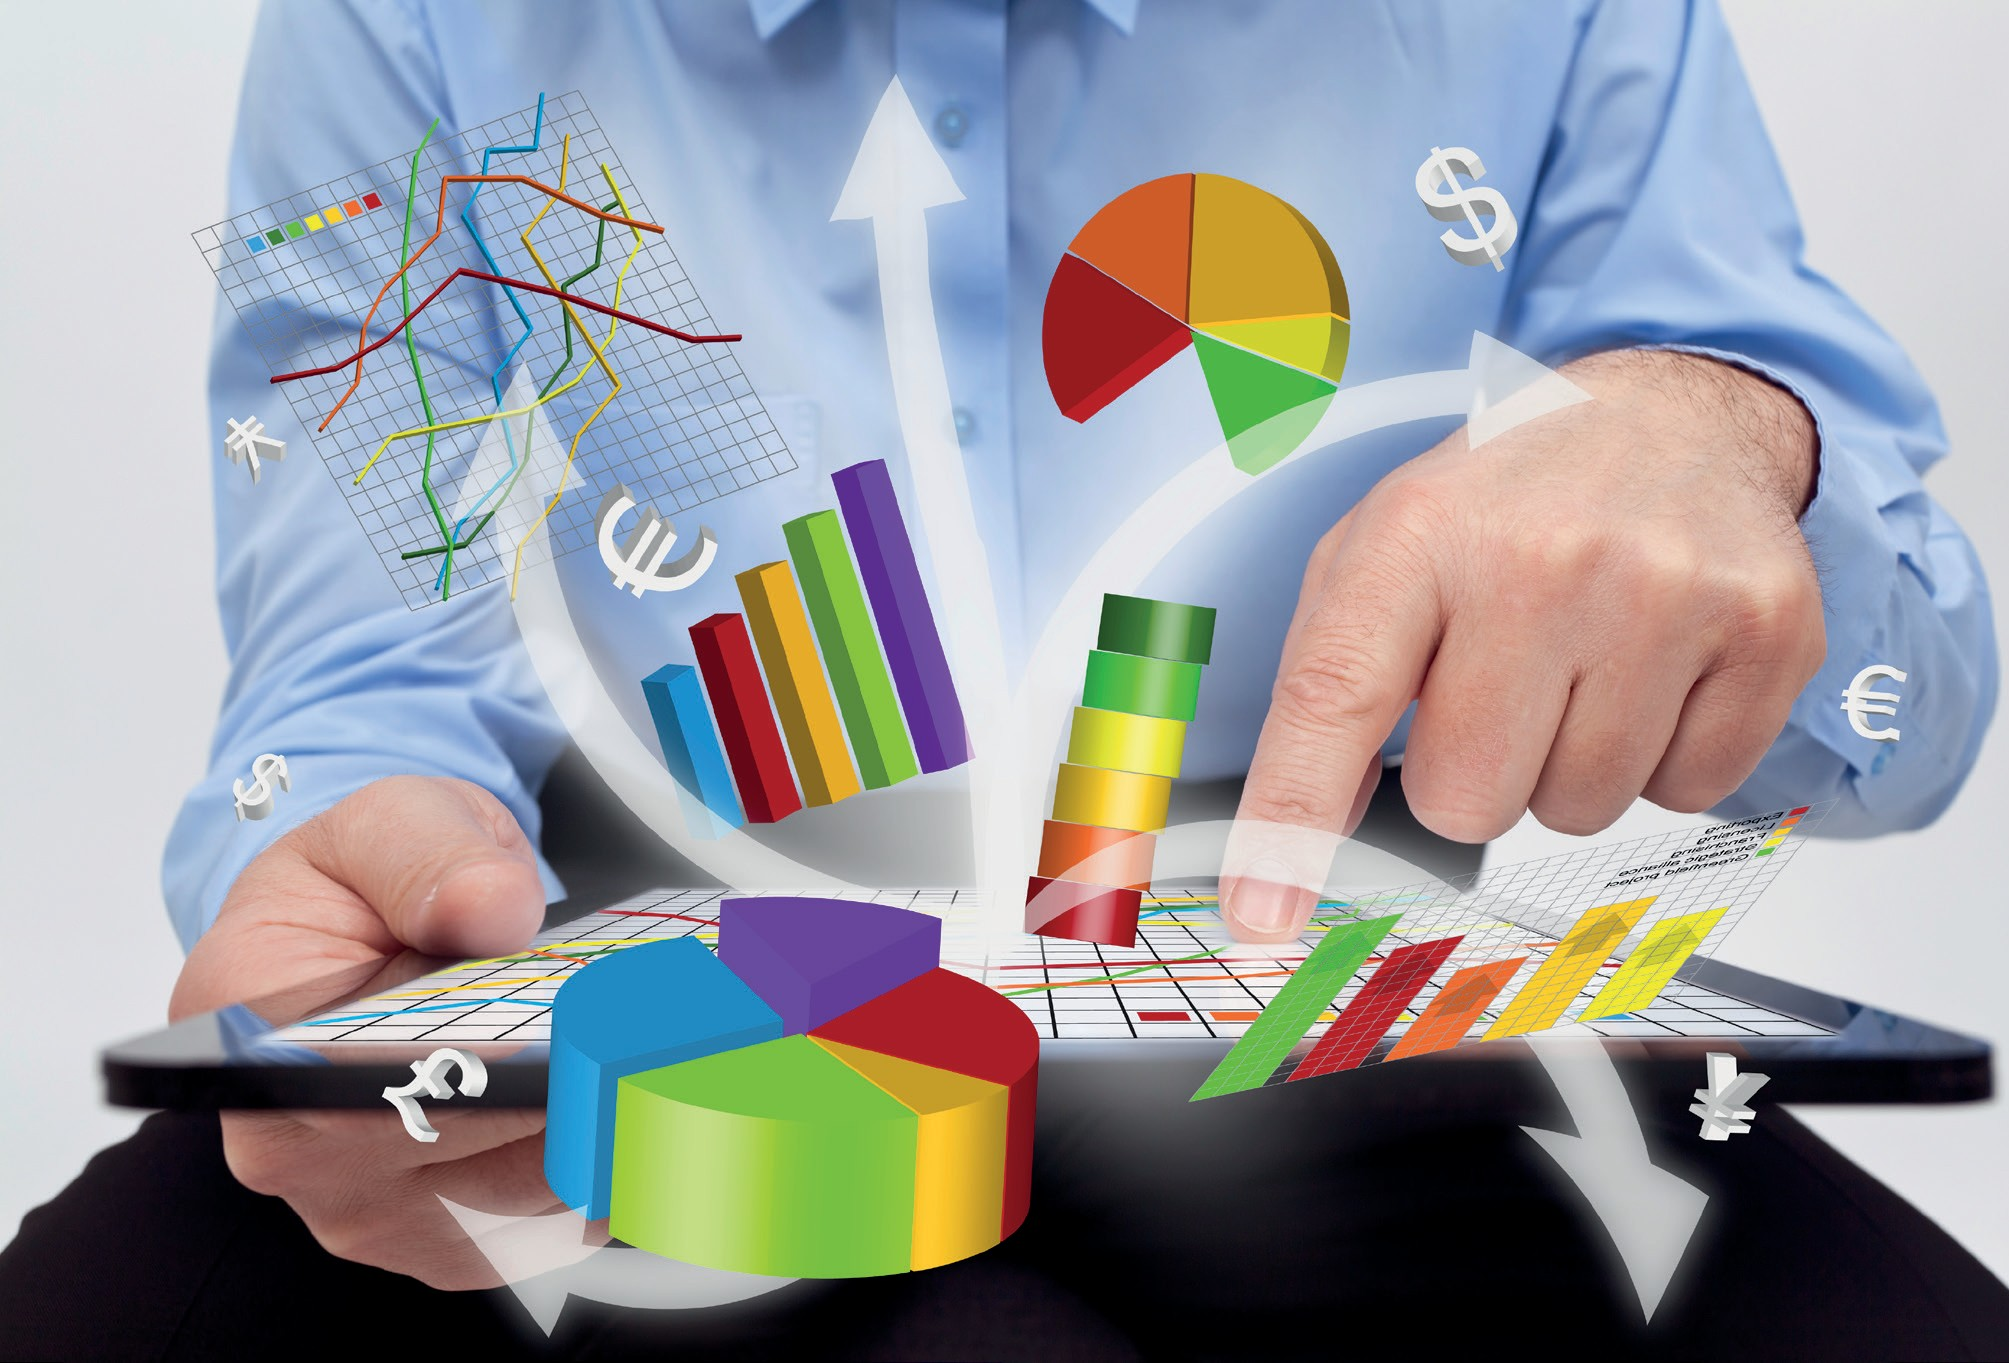 $
¥
€
€
$
Exporting
Licensing
Franchising
Strategic alliance
Greenfield project
£
¥